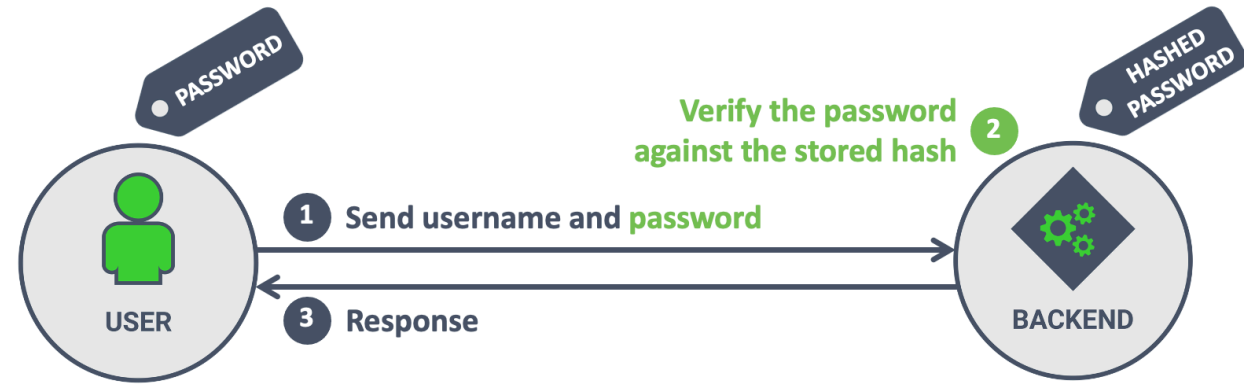 PASSWORD
HASHED
PASSWORD
Verify the password
against the stored hash
2
1 Send username and password
3 Response
USER
BACKEND